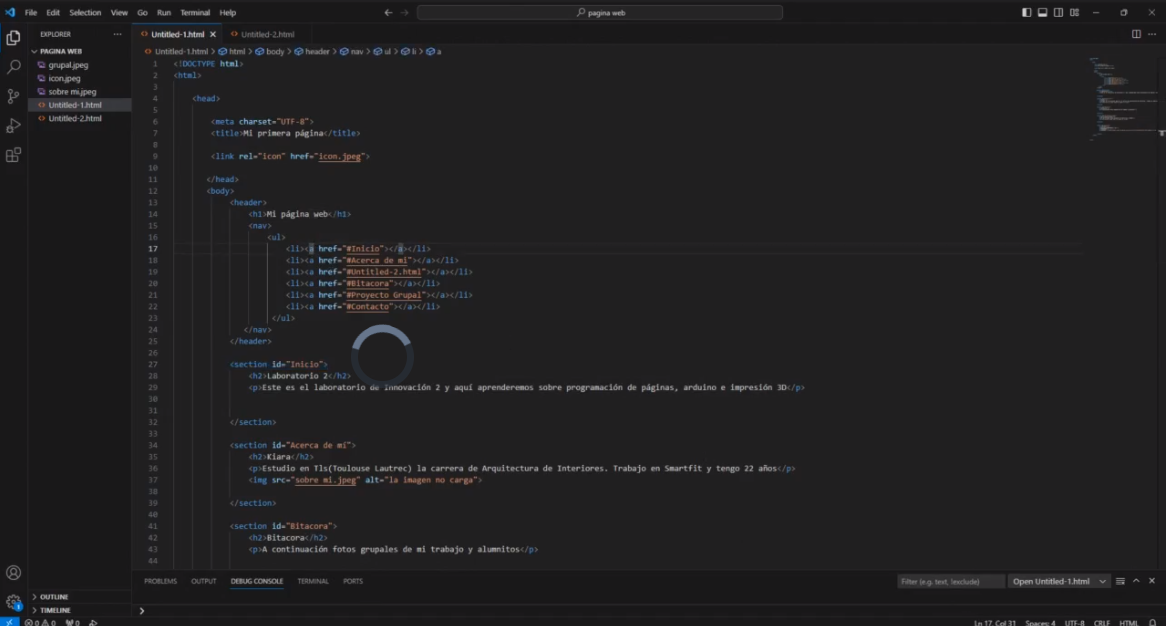 File Edit Selection View Go Run Terminal Help
pagina web
EXPLORER
Untitled-1.html
Untitled-2.html
PAGINA WEB
grupal.jpeg
icon.jpeg
sobre mi.jpeg
Untitled-1.html
Untitled-2.html
Untitled-1.html > html > body > header > nav > ul > li > a
1 <!DOCTYPE html>
2 <html>
3
4 <head>
5
6 <meta charset="UTF-8">
7 <title>Mi primera página</title>
8
9 <link rel="icon" href="icon.jpeg">
10
11 </head>
12 <body>
13 <header>
14 <h1>Mi página web</h1>
15 <nav>
16 <ul>
17 <li><a href="#Inicio"></a></li>
18 <li><a href="#Acerca de mi"></a></li>
19 <li><a href="#Untitled-2.html"></a></li>
20 <li><a href="#Bitacora"></a></li>
21 <li><a href="#Proyecto Grupal"></a></li>
22 <li><a href="#Contacto"></a></li>
23 </ul>
24 </nav>
25 </header>
26
27 <section id="Inicio">
28 <h2>Laboratorio 2</h2>
29 <p>Este es el laboratorio de innovación 2 y aquí aprenderemos sobre programación de páginas, arduino e impresión 3D</p>
30
31
32 </section>
33
34 <section id="Acerca de mi">
35 <h2>Kiara</h2>
36 <p>Estudio en Tls(Toulouse Lautrec) la carrera de Arquitectura de Interiores. Trabajo en Smartfit y tengo 22 años</p>
37 <img src="sobre mi.jpeg" alt="la imagen no carga">
38
39 </section>
40
41 <section id="Bitacora">
42 <h2>Bitacora</h2>
43 <p>A continuación fotos grupales de mi trabajo y alumnitos</p>
44
PROBLEMS OUTPUT DEBUG CONSOLE TERMINAL PORTS
Filter (e.g. text, !exclude)
Open Untitled-1.html
OUTLINE
TIMELINE
1
0 0 0
Ln 17, Col 31 Spaces: 4 UTF-8 CRLF HTML